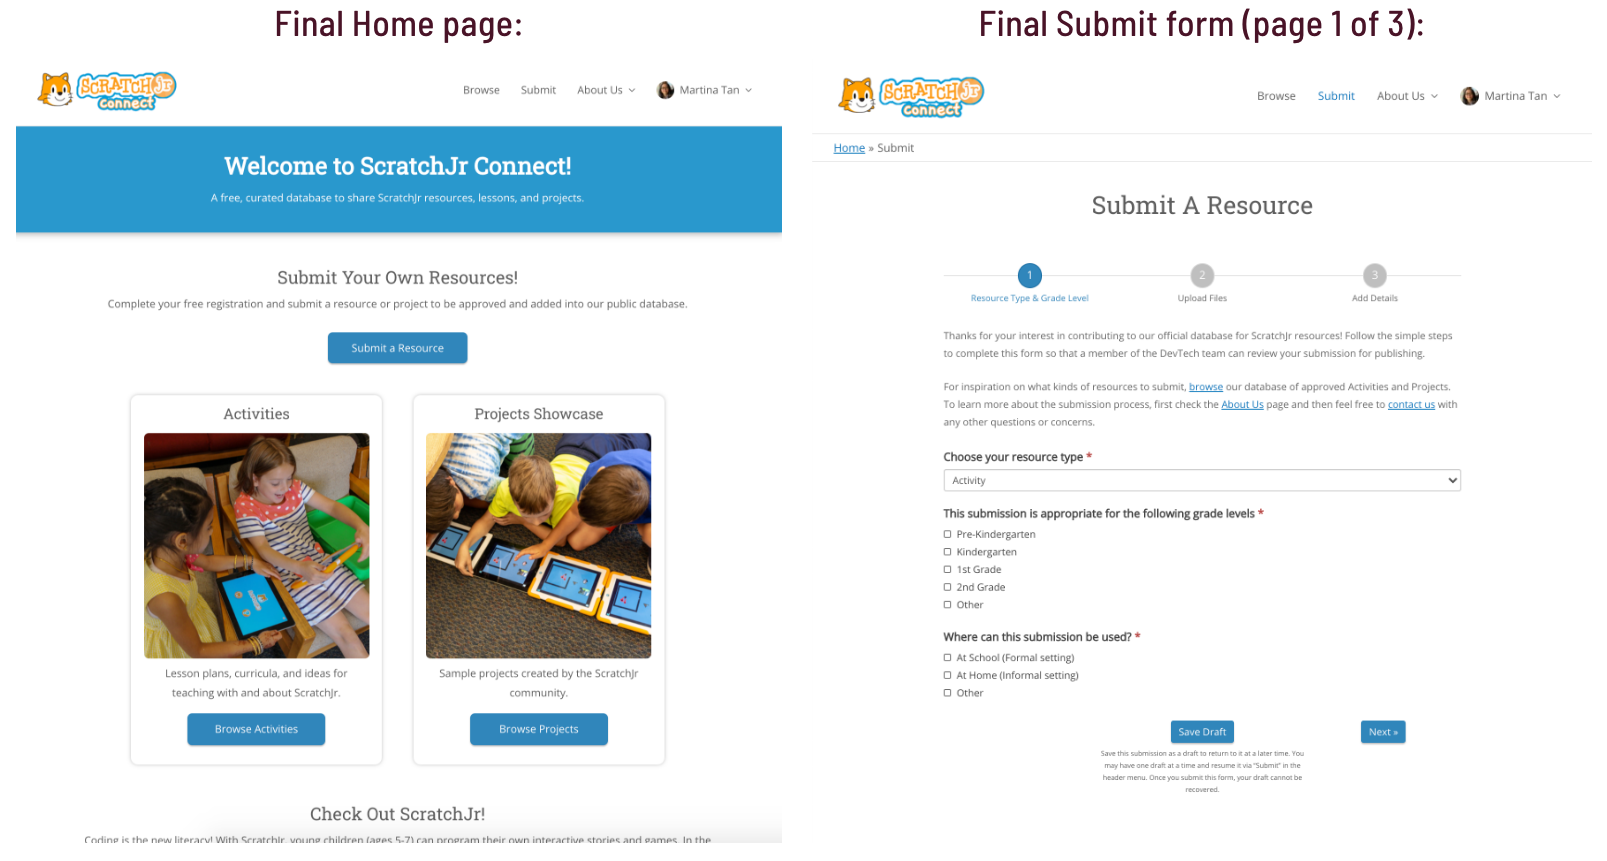 Final Home page:
SCRATCHJr
Connect
Browse Submit About Us Martina Tan
Welcome to ScratchJr Connect!
A free, curated database to share ScratchJr resources, lessons, and projects.
Submit Your Own Resources!
Complete your free registration and submit a resource or project to be approved and added into our public database.
Submit a Resource
Activities
Lesson plans, curricula, and ideas for
teaching with and about ScratchJr.
Browse Activities
Projects Showcase
Sample projects created by the ScratchJr
community.
Browse Projects
Check Out ScratchJr!
Coding is the new literacy! With ScratchJr, young children (ages 5-7) can program their own interactive stories and games. In the
Final Submit form (page 1 of 3):
SCRATCHJr
Connect
Browse Submit About Us Martina Tan
Home » Submit
Submit A Resource
1 2 3
Resource Type & Grade Level Upload Files Add Details
Thanks for your interest in contributing to our official database for ScratchJr resources! Follow the simple steps
to complete this form so that a member of the DevTech team can review your submission for publishing.
For inspiration on what kinds of resources to submit, browse our database of approved Activities and Projects.
To learn more about the submission process, first check the About Us page and then feel free to contact us with
any other questions or concerns.
Choose your resource type *
Activity
This submission is appropriate for the following grade levels *
Pre-Kindergarten
Kindergarten
1st Grade
2nd Grade
Other
Where can this submission be used? *
At School (Formal setting)
At Home (Informal setting)
Other
Save Draft Next »
Save this submission as a draft to return to it at a later time. You
may have one draft at a time and resume it via "Submit" in the
header menu. Once you submit this form, your draft cannot be
recovered.